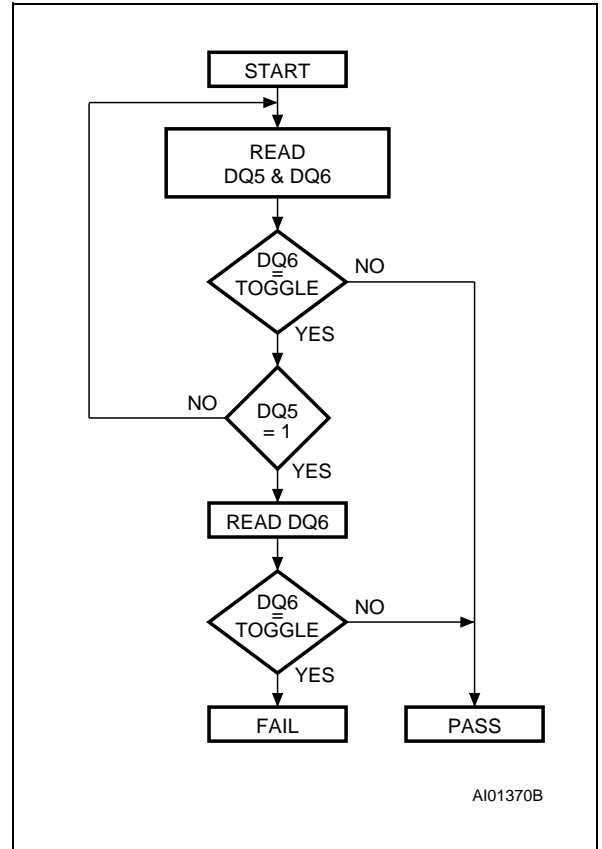 START
READ
DQ5 & DQ6
DQ6
=
TOGGLE
NO
YES
NO
DQ5
= 1
YES
READ DQ6
DQ6
=
TOGGLE
NO
YES
FAIL
PASS
AI01370B